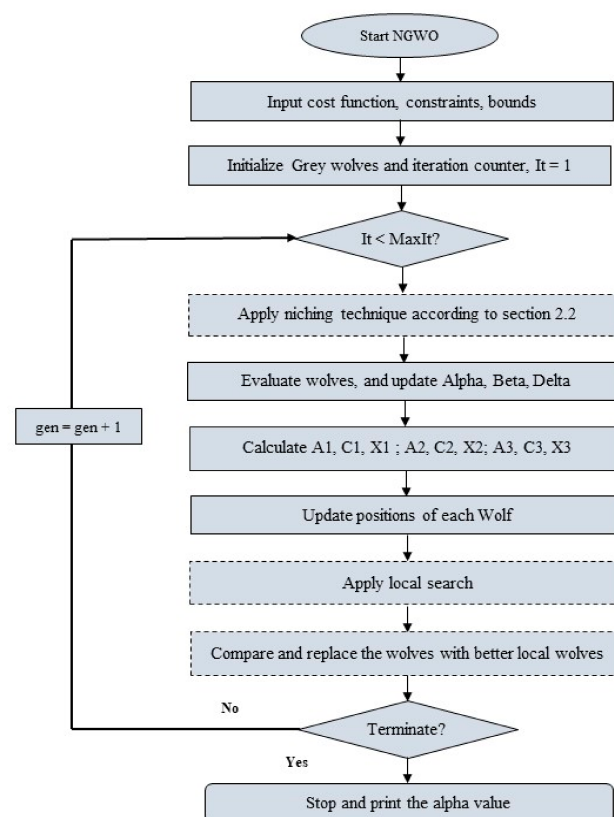 Start NGWO
Input cost function, constraints, bounds
Initialize Grey wolves and iteration counter, It = 1
It < MaxIt?
Apply niching technique according to section 2.2
Evaluate wolves, and update Alpha, Beta, Delta
gen = gen + 1
Calculate A1, C1, X1 ; A2, C2, X2; A3, C3, X3
Update positions of each Wolf
Apply local search
Compare and replace the wolves with better local wolves
No
Terminate?
Yes
Stop and print the alpha value